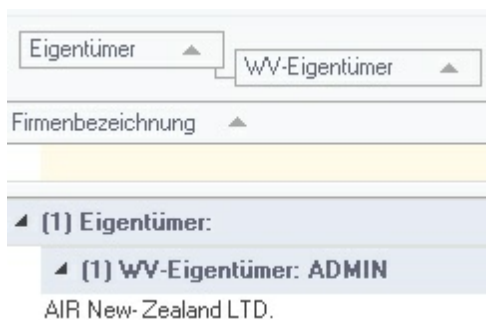 Eigentümer
WV-Eigentümer
Firmenbezeichnung
(1) Eigentümer:
(1) WV-Eigentümer: ADMIN
AIR New-Zealand LTD.